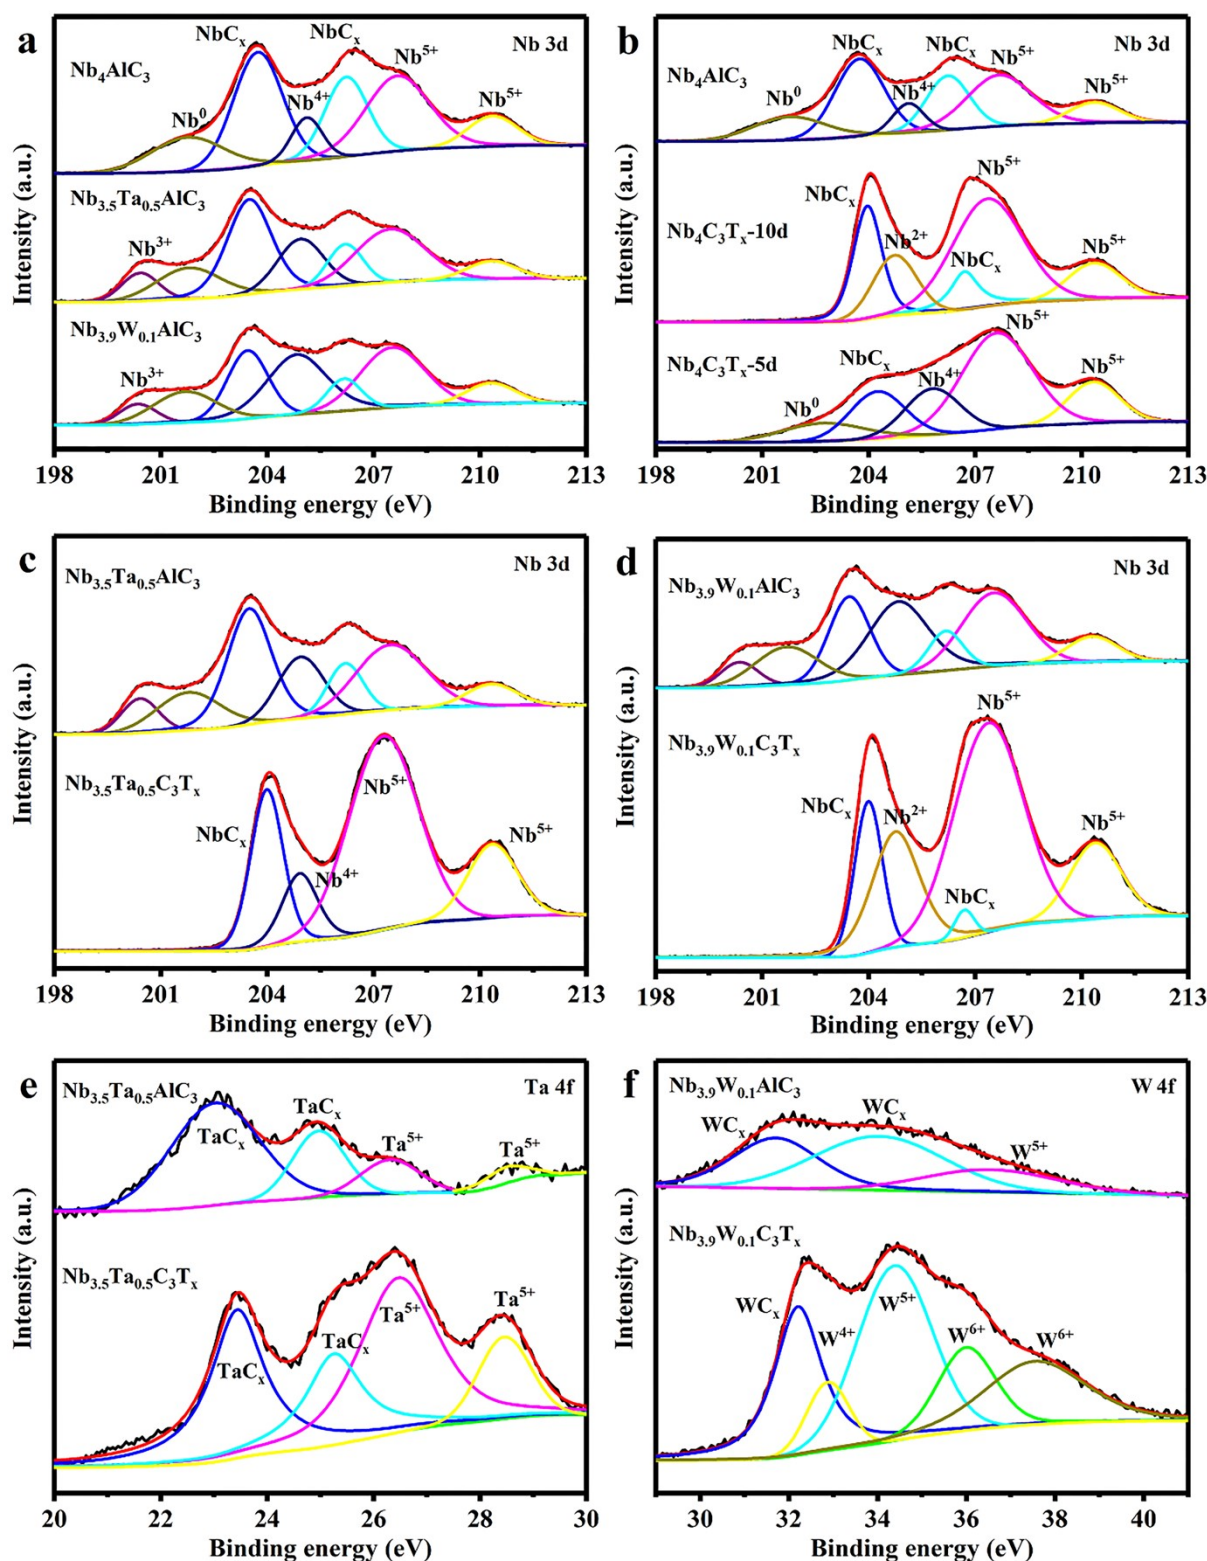 a
Nb 3d
Nb₄AlC₃
Nb⁰
NbCₓ
Nb⁴⁺
NbCₓ
Nb⁵⁺
Nb⁵⁺
Nb₃.₅Ta₀.₅AlC₃
Nb³⁺
Nb₃.₉W₀.₁AlC₃
Nb³⁺
Intensity (a.u.)
198 201 204 207 210 213
Binding energy (eV)
b
Nb 3d
Nb₄AlC₃
Nb⁰
NbCₓ
Nb⁴⁺
NbCₓ
Nb⁵⁺
Nb⁵⁺
Nb₄C₃Tₓ-10d
NbCₓ
Nb²⁺
NbCₓ
Nb⁵⁺
Nb⁵⁺
Nb₄C₃Tₓ-5d
Nb⁰
NbCₓ
Nb⁴⁺
Nb⁵⁺
Nb⁵⁺
Intensity (a.u.)
198 201 204 207 210 213
Binding energy (eV)
c
Nb 3d
Nb₃.₅Ta₀.₅AlC₃
Nb₃.₅Ta₀.₅C₃Tₓ
NbCₓ
Nb⁴⁺
Nb⁵⁺
Nb⁵⁺
Intensity (a.u.)
198 201 204 207 210 213
Binding energy (eV)
d
Nb 3d
Nb₃.₉W₀.₁AlC₃
Nb₃.₉W₀.₁C₃Tₓ
NbCₓ
Nb²⁺
NbCₓ
Nb⁵⁺
Nb⁵⁺
Intensity (a.u.)
198 201 204 207 210 213
Binding energy (eV)
e
Ta 4f
Nb₃.₅Ta₀.₅AlC₃
TaCₓ
TaCₓ
Ta⁵⁺
Ta⁵⁺
Nb₃.₅Ta₀.₅C₃Tₓ
TaCₓ
TaCₓ
Ta⁵⁺
Ta⁵⁺
Intensity (a.u.)
20 22 24 26 28 30
Binding energy (eV)
f
W 4f
Nb₃.₉W₀.₁AlC₃
WCₓ
WCₓ
W⁵⁺
Nb₃.₉W₀.₁C₃Tₓ
WCₓ
W⁴⁺
W⁵⁺
W⁶⁺
W⁶⁺
Intensity (a.u.)
30 32 34 36 38 40
Binding energy (eV)